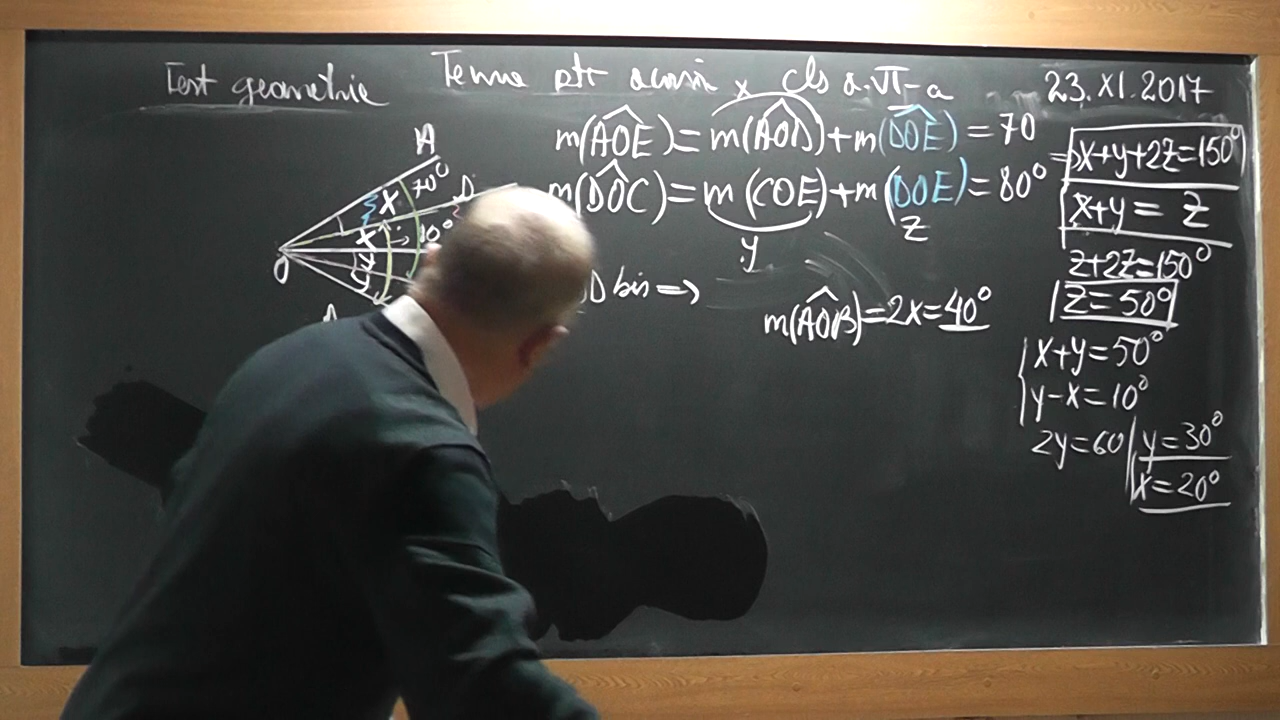 Test geometrie
Teme ptr acasă cls a-VI-a
23.XI.2017
m(AOE)=m(AOD)+m(DOE)=70
x
m(DOC)=m(COE)+m(DOE)=80°
y
z
=>x+y+2z=150°
x+y=z
z+2z=150°
z=50°
x+y=50°
y-x=10°
2y=60
y=30°
x=20°
D bis =>
m(AOB)=2x=40°
A
70°
x
D
x
10°
O
y